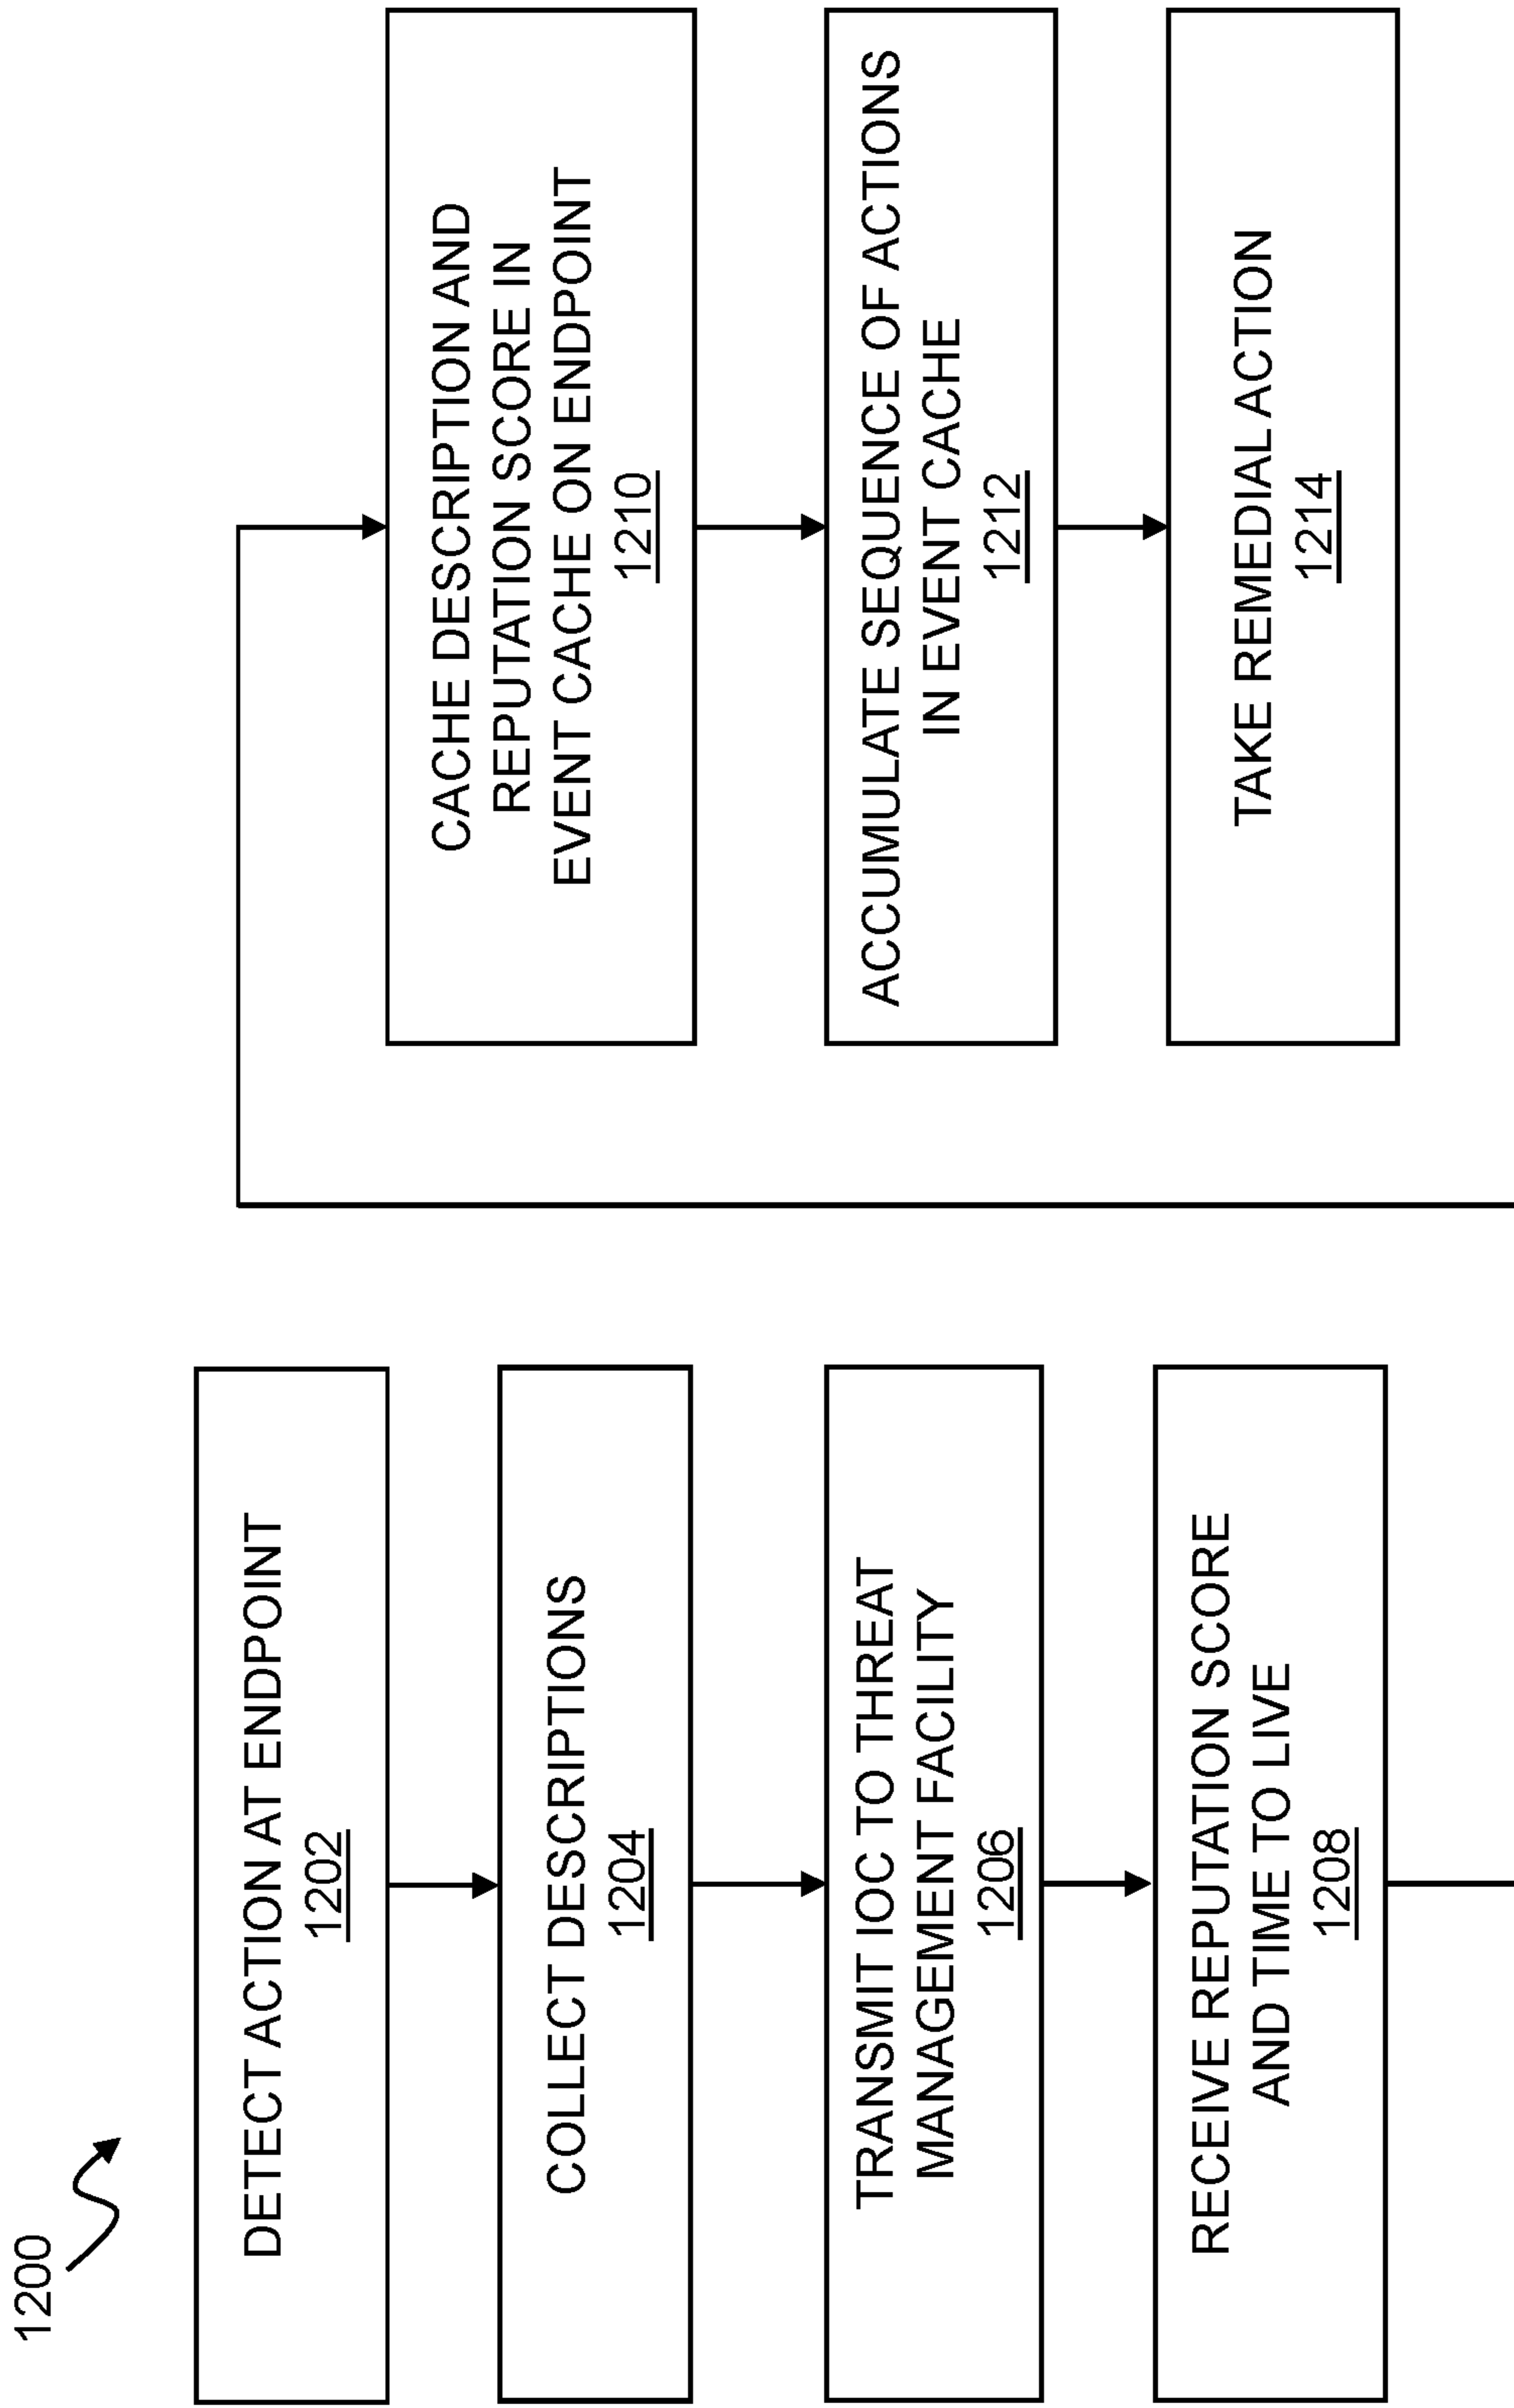 1200
DETECT ACTION AT ENDPOINT
1202
COLLECT DESCRIPTIONS
1204
TRANSMIT IOC TO THREAT
MANAGEMENT FACILITY
1206
RECEIVE REPUTATION SCORE
AND TIME TO LIVE
1208
CACHE DESCRIPTION AND
REPUTATION SCORE IN
EVENT CACHE ON ENDPOINT
1210
ACCUMULATE SEQUENCE OF ACTIONS
IN EVENT CACHE
1212
TAKE REMEDIAL ACTION
1214